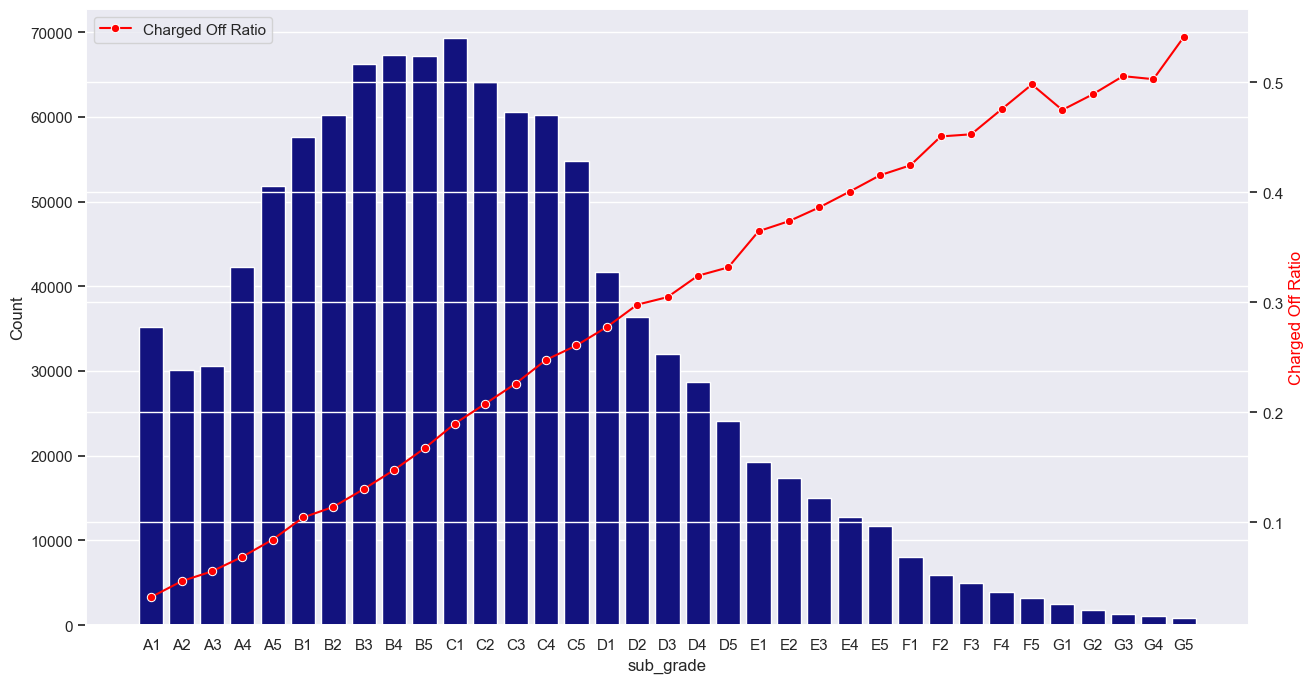 Charged Off Ratio
70000
60000
50000
40000
30000
20000
10000
0
Count
0.5
0.4
0.3
0.2
0.1
Charged Off Ratio
A1 A2 A3 A4 A5 B1 B2 B3 B4 B5 C1 C2 C3 C4 C5 D1 D2 D3 D4 D5 E1 E2 E3 E4 E5 F1 F2 F3 F4 F5 G1 G2 G3 G4 G5
sub_grade